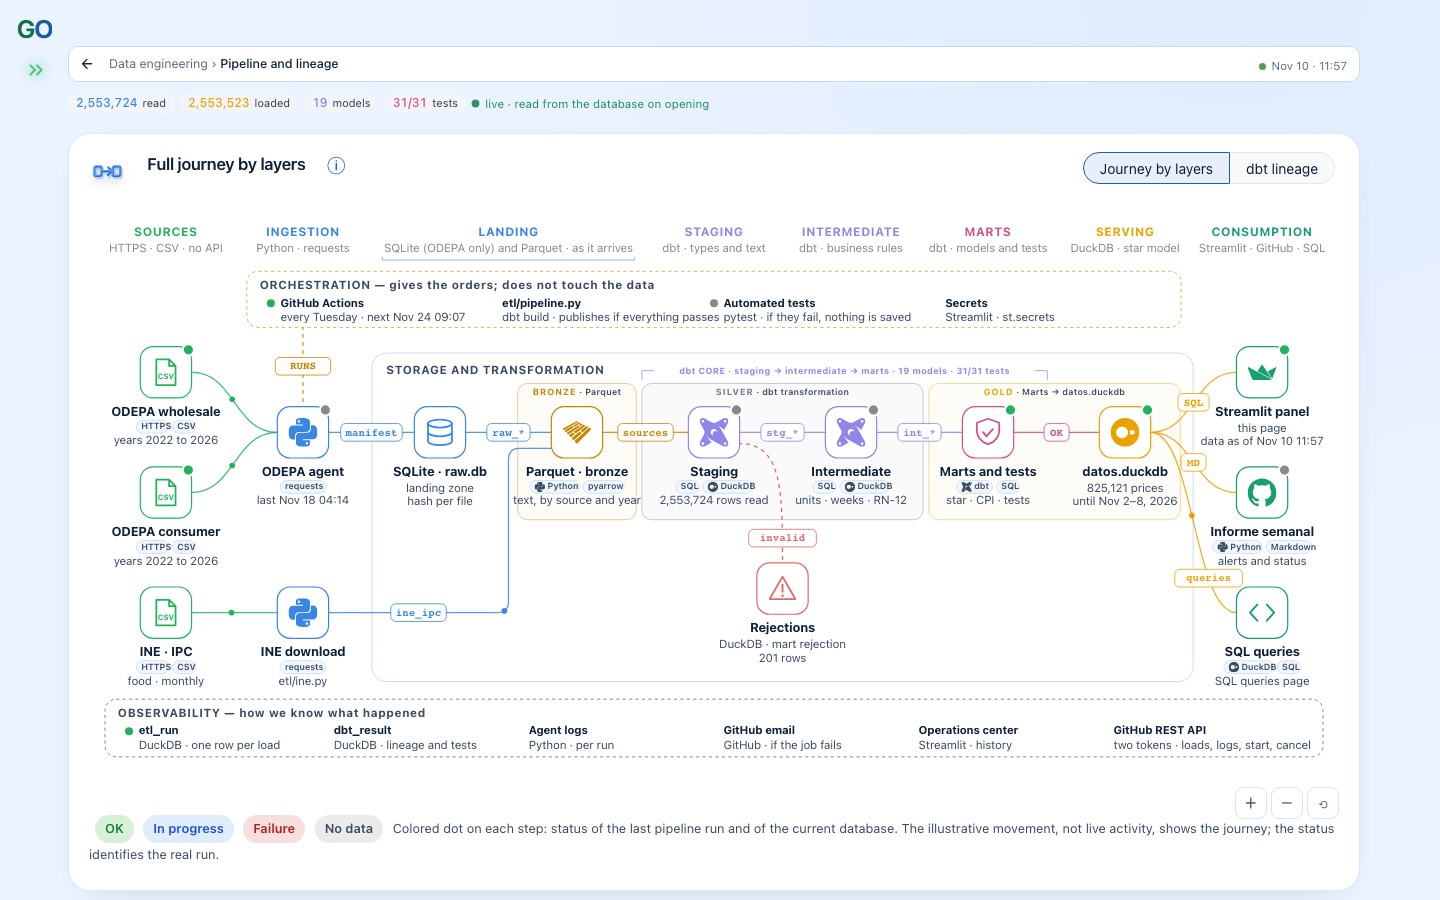 GO
Data engineering › Pipeline and lineage
Nov 10 · 11:57
2,553,724 read 2,553,523 loaded 19 models 31/31 tests live · read from the database on opening
Full journey by layers
Journey by layers dbt lineage
SOURCES INGESTION LANDING STAGING INTERMEDIATE MARTS SERVING CONSUMPTION
HTTPS · CSV · no API Python · requests SQLite (ODEPA only) and Parquet · as it arrives dbt · types and text dbt · business rules dbt · models and tests DuckDB · star model Streamlit · GitHub · SQL
ORCHESTRATION — gives the orders; does not touch the data
GitHub Actions etl/pipeline.py Automated tests Secrets
every Tuesday · next Nov 24 09:07 dbt build · publishes if everything passes pytest · if they fail, nothing is saved Streamlit · st.secrets
RUNS
STORAGE AND TRANSFORMATION
dbt CORE · staging → intermediate → marts · 19 models · 31/31 tests
BRONZE · Parquet SILVER · dbt transformation GOLD · Marts → datos.duckdb
CSV
ODEPA wholesale
HTTPS CSV
years 2022 to 2026
CSV
ODEPA consumer
HTTPS CSV
years 2022 to 2026
ODEPA agent
requests
last Nov 18 04:14
manifest
SQLite · raw.db
landing zone
hash per file
raw_*
Parquet · bronze
Python pyarrow
text, by source and year
sources
Staging
SQL DuckDB
2,553,724 rows read
stg_*
Intermediate
SQL DuckDB
units · weeks · RN-12
int_*
Marts and tests
dbt SQL
star · CPI · tests
OK
datos.duckdb
825,121 prices
until Nov 2–8, 2026
SQL
Streamlit panel
this page
data as of Nov 10 11:57
MD
Informe semanal
Python Markdown
alerts and status
queries
SQL queries
DuckDB SQL
SQL queries page
invalid
Rejections
DuckDB · mart rejection
201 rows
CSV
INE · IPC
HTTPS CSV
food · monthly
INE download
requests
etl/ine.py
ine_ipc
OBSERVABILITY — how we know what happened
etl_run dbt_result Agent logs GitHub email Operations center GitHub REST API
DuckDB · one row per load DuckDB · lineage and tests Python · per run GitHub · if the job fails Streamlit · history two tokens · loads, logs, start, cancel
OK In progress Failure No data Colored dot on each step: status of the last pipeline run and of the current database. The illustrative movement, not live activity, shows the journey; the status
identifies the real run.